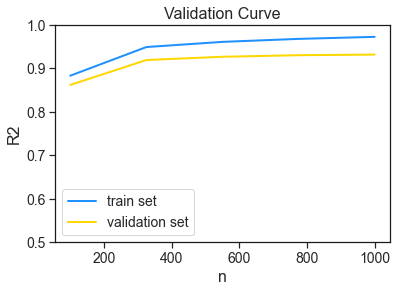 Validation Curve
R2
1.0
0.9
0.8
0.7
0.6
0.5
train set
validation set
200 400 600 800 1000
n